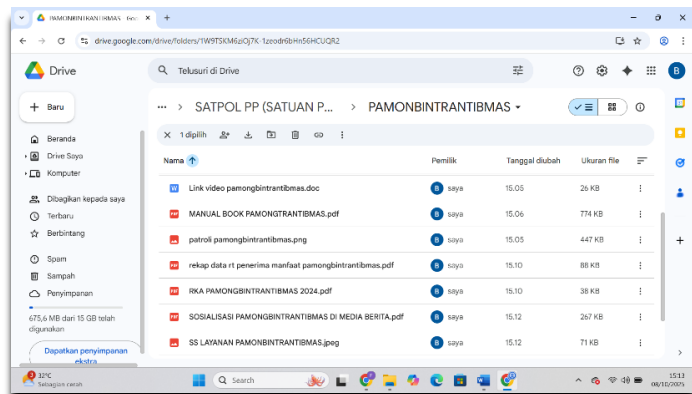 PAMONBINTRANTIBMAS - Goo
drive.google.com/drive/folders/1W9TSKM6ziOj7K-1zeodr6bHn56HCUQR2
Drive
Telusuri di Drive
B
Baru
SATPOL PP (SATUAN P... > PAMONBINTRANTIBMAS
1 dipilih
Beranda
Drive Saya
Komputer
Dibagikan kepada saya
Terbaru
Berbintang
Spam
Sampah
Penyimpanan
675,6 MB dari 15 GB telah
digunakan
Dapatkan penyimpanan
ekstra
Nama Pemilik Tanggal diubah Ukuran file
Link video pamongbintrantibmas.doc B saya 15.05 26 KB
MANUAL BOOK PAMONGTRANTIBMAS.pdf B saya 15.06 774 KB
patroli pamongbintrantibmas.png B saya 15.05 447 KB
rekap data rt penerima manfaat pamongbintrantibmas.pdf B saya 15.10 88 KB
RKA PAMONGBINTRANTIBMAS 2024.pdf B saya 15.10 38 KB
SOSIALISASI PAMONGBINTRANTIBMAS DI MEDIA BERITA.pdf B saya 15.12 267 KB
SS LAYANAN PAMONBINTRANTIBMAS.jpeg B saya 15.12 71 KB
32°C
Sebagian cerah
Search
15.13
08/10/2025